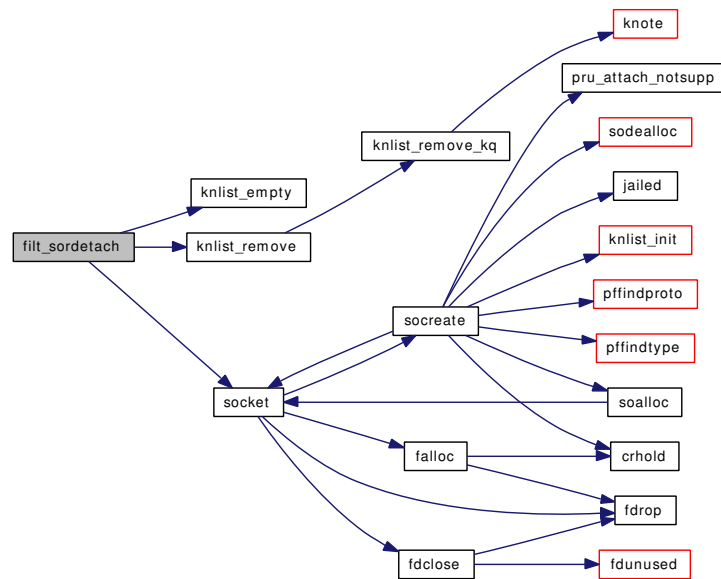 knote
pru_attach_notsupp
sodealloc
knlist_remove_kq
jailed
knlist_empty
knlist_init
filt_sordetach
knlist_remove
pffindproto
socreate
pffindtype
socket
soalloc
falloc
crhold
fdrop
fdclose
fdunused